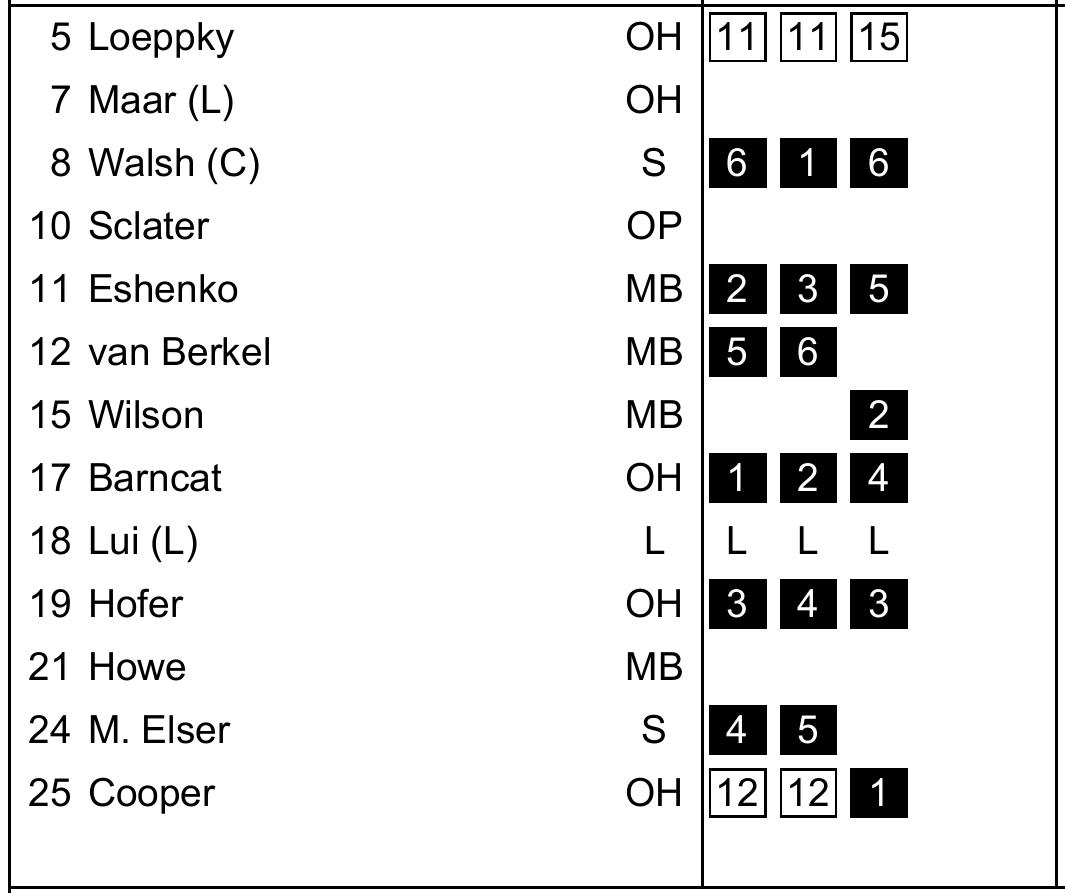 5 Loeppky OH 11 11 15
7 Maar (L) OH
8 Walsh (C) S 6 1 6
10 Sclater OP
11 Eshenko MB 2 3 5
12 van Berkel MB 5 6
15 Wilson MB 2
17 Barncat OH 1 2 4
18 Lui (L) L L L L
19 Hofer OH 3 4 3
21 Howe MB
24 M. Elser S 4 5
25 Cooper OH 12 12 1